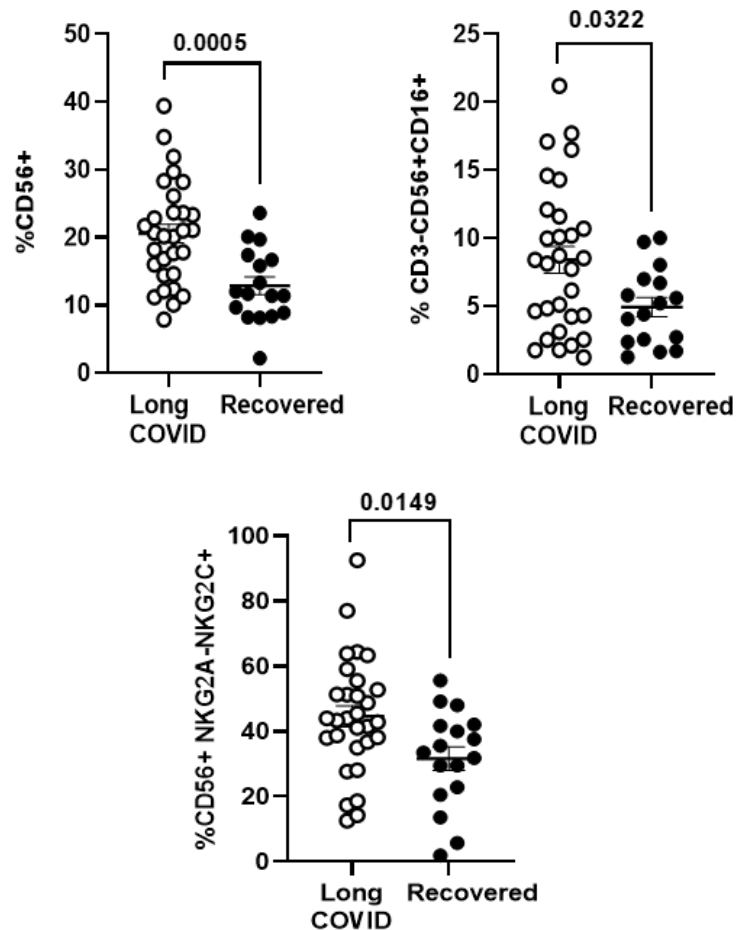 %CD56+
50
40
30
20
10
0
0.0005
Long
COVID
Recovered
% CD3-CD56+CD16+
25
20
15
10
5
0
0.0322
Long
COVID
Recovered
%CD56+ NKG2A-NKG2C+
100
80
60
40
20
0
0.0149
Long
COVID
Recovered